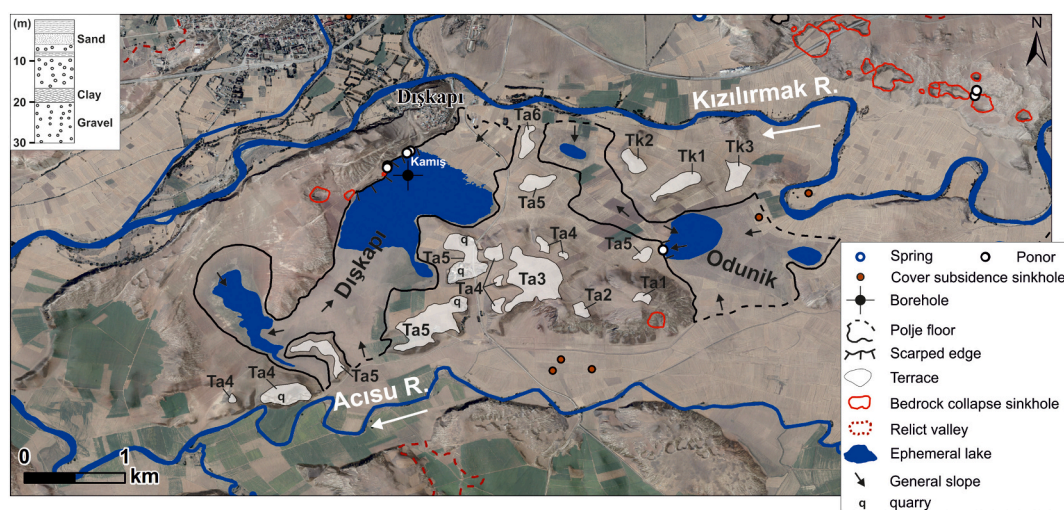 (m)
Sand
10
Clay
20
Gravel
30
N
Kızılırmak R.
Dışkapı
Ta6
Tk2
Tk1
Tk3
Kamış
Ta5
Ta4
Ta5
Ta5
q
q
Ta3
Odunik
Dışkapı
Ta4
Ta2
Ta1
q
Ta5
Ta5
Ta4
Ta4
q
Acısu R.
0 1
km
Spring
Ponor
Cover subsidence sinkhole
Borehole
Polje floor
Scarped edge
Terrace
Bedrock collapse sinkhole
Relict valley
Ephemeral lake
General slope
q quarry